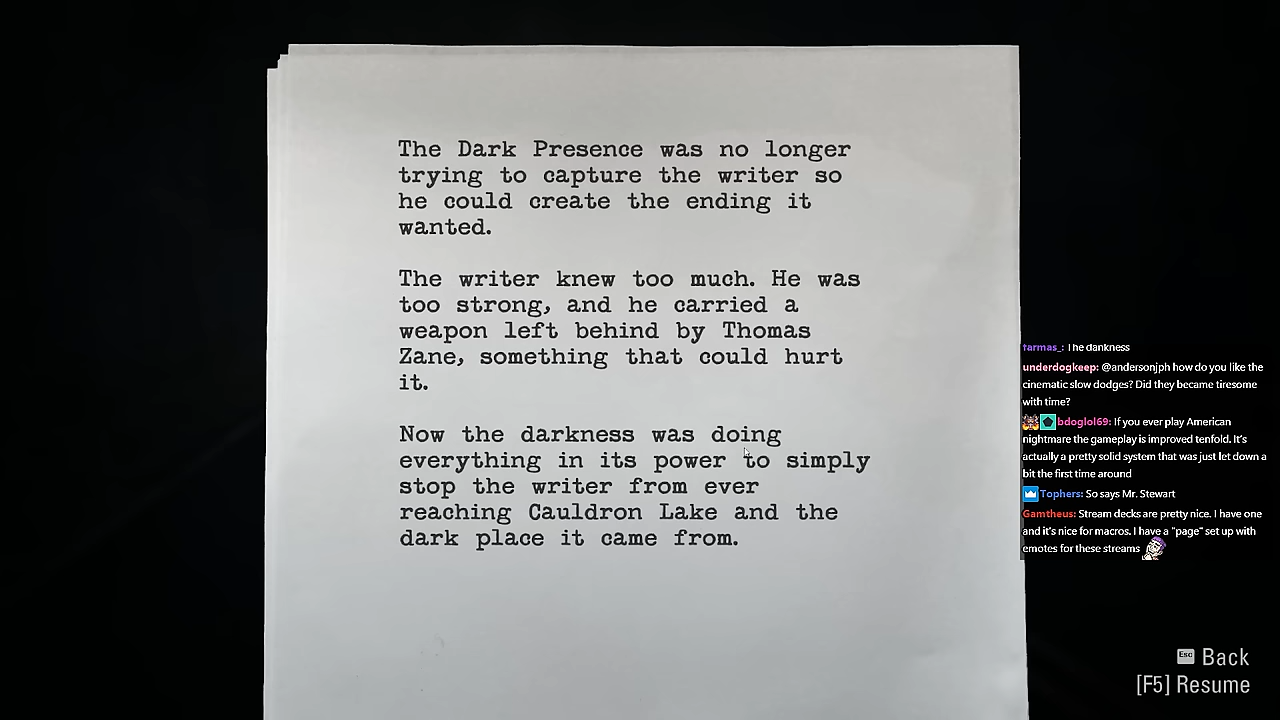 The Dark Presence was no longer
trying to capture the writer so
he could create the ending it
wanted.
The writer knew too much. He was
too strong, and he carried a
weapon left behind by Thomas
Zane, something that could hurt
it.
Now the darkness was doing
everything in its power to simply
stop the writer from ever
reaching Cauldron Lake and the
dark place it came from.
farmas_: The dankness
underdogkeep: @andersonjph how do you like the
cinematic slow dodges? Did they became tiresome
with time?
bdoglol69: If you ever play American
nightmare the gameplay is improved tenfold. It's
actually a pretty solid system that was just let down a
bit the first time around
Tophers: So says Mr. Stewart
Gamtheus: Stream decks are pretty nice. I have one
and it's nice for macros. I have a "page" set up with
emotes for these streams
Esc Back
[F5] Resume